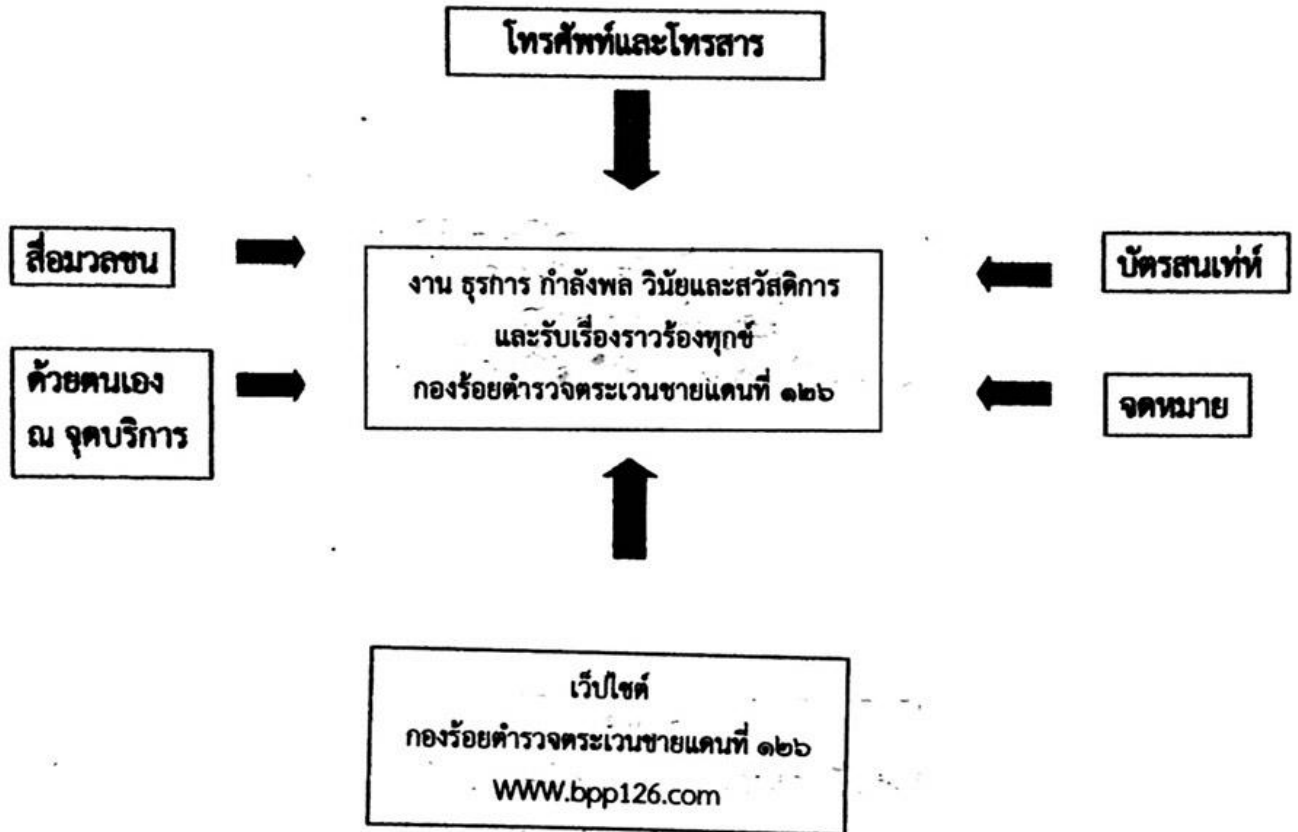 โทรศัพท์และโทรสาร
สื่อมวลชน
บัตรสนเท่ห์
งาน ธุรการ กำลังพล วินัยและสวัสดิการ
และรับเรื่องราวร้องทุกข์
กองร้อยตำรวจตระเวนชายแดนที่ ๑๒๖
ด้วยตนเอง
ณ จุดบริการ
จดหมาย
เว็ปไซต์
กองร้อยตำรวจตระเวนชายแดนที่ ๑๒๖
WWW.bpp126.com